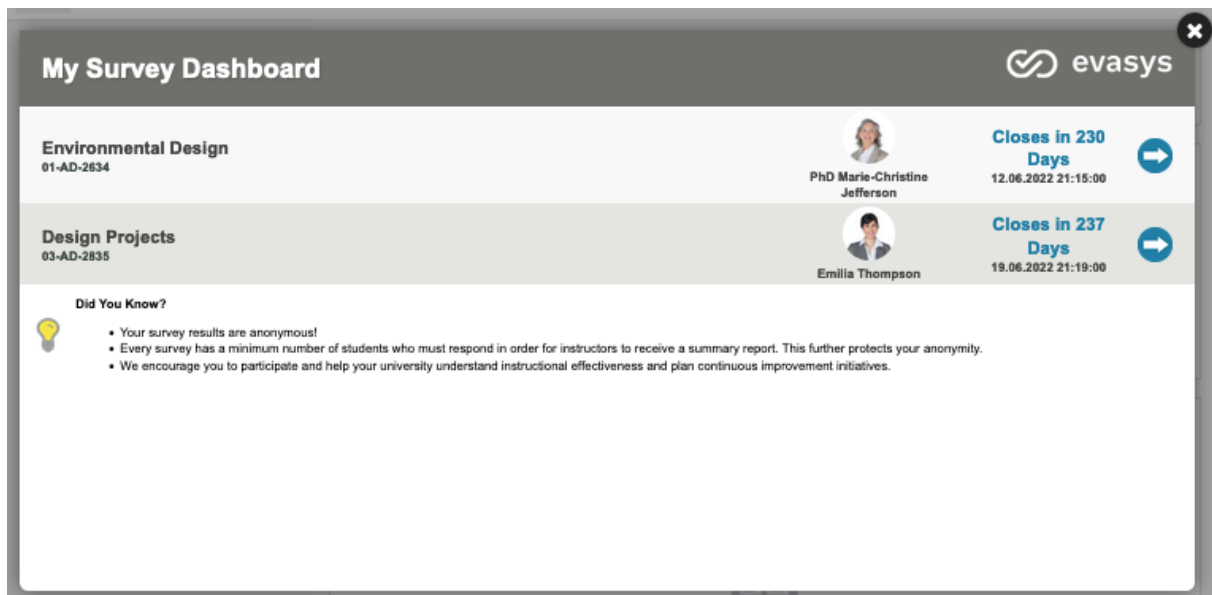 My Survey Dashboard
evasys
Environmental Design
01-AD-2634
PhD Marie-Christine
Jefferson
Closes in 230
Days
12.06.2022 21:15:00
Design Projects
03-AD-2835
Emilia Thompson
Closes in 237
Days
19.06.2022 21:19:00
Did You Know?
• Your survey results are anonymous!
• Every survey has a minimum number of students who must respond in order for instructors to receive a summary report. This further protects your anonymity.
• We encourage you to participate and help your university understand instructional effectiveness and plan continuous improvement initiatives.